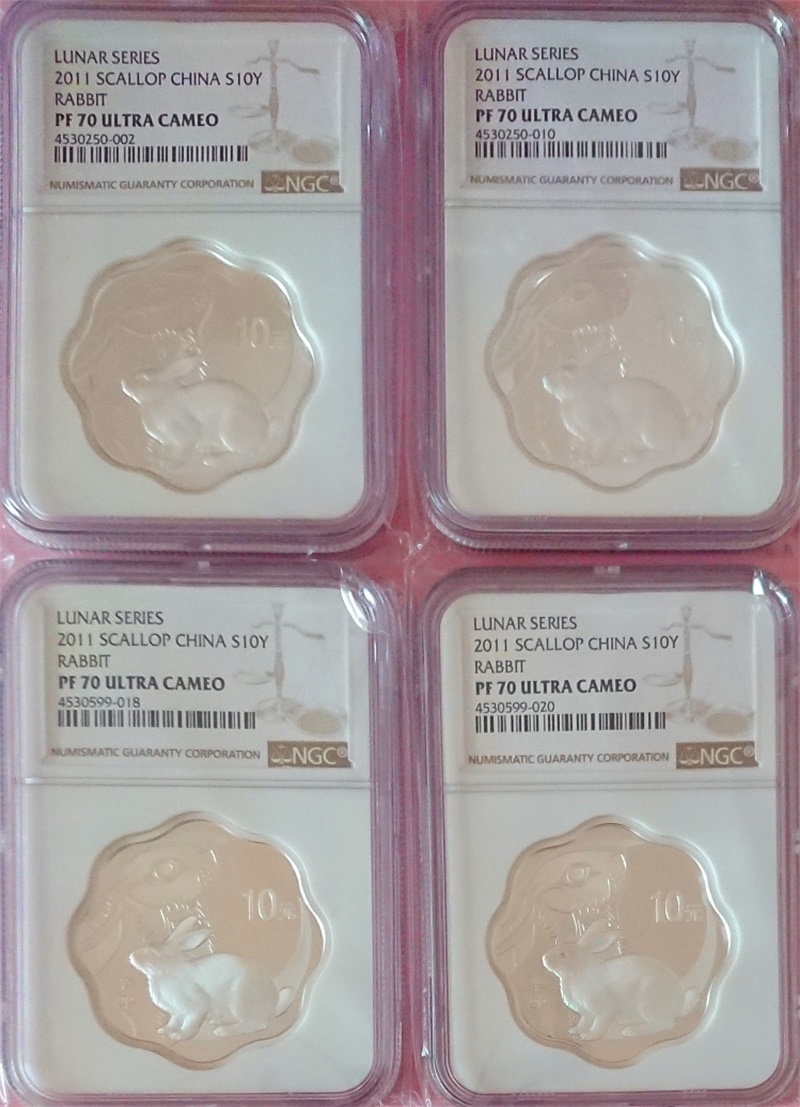 LUNAR SERIES
2011 SCALLOP CHINA S10Y
RABBIT
PF 70 ULTRA CAMEO
4530250-002
NUMISMATIC GUARANTY CORPORATION NGC®
10元
LUNAR SERIES
2011 SCALLOP CHINA S10Y
RABBIT
PF 70 ULTRA CAMEO
4530250-010
NUMISMATIC GUARANTY CORPORATION NGC®
10元
LUNAR SERIES
2011 SCALLOP CHINA S10Y
RABBIT
PF 70 ULTRA CAMEO
4530599-018
NUMISMATIC GUARANTY CORPORATION NGC®
10元
LUNAR SERIES
2011 SCALLOP CHINA S10Y
RABBIT
PF 70 ULTRA CAMEO
4530599-020
NUMISMATIC GUARANTY CORPORATION NGC®
10元